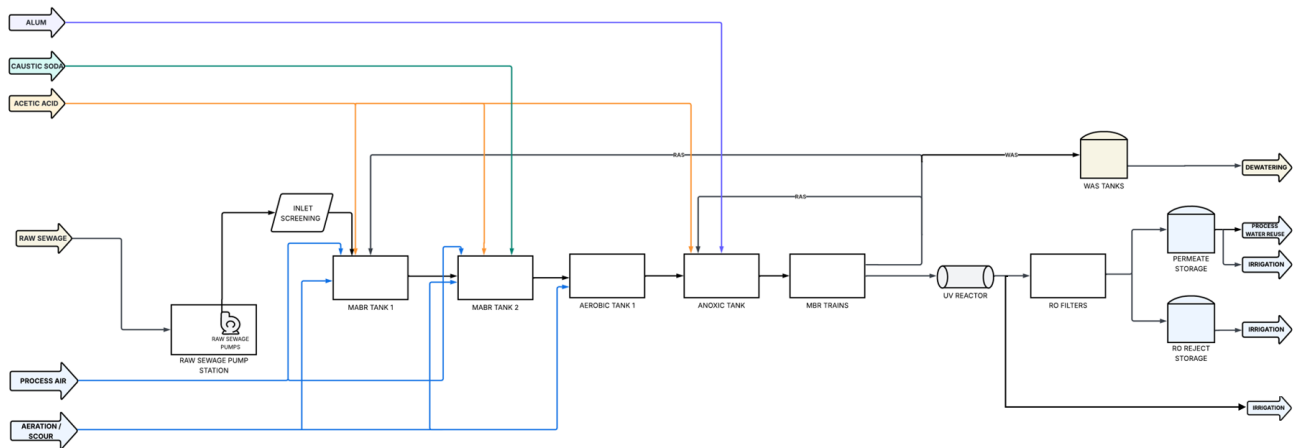 ALUM
CAUSTIC SODA
ACETIC ACID
RAS
WAS
WAS TANKS
DEWATERING
RAS
INLET
SCREENING
RAW SEWAGE
PROCESS
WATER REUSE
PERMEATE
STORAGE
IRRIGATION
MABR TANK 1
MABR TANK 2
AEROBIC TANK 1
ANOXIC TANK
MBR TRAINS
UV REACTOR
RO FILTERS
RAW SEWAGE
PUMPS
RAW SEWAGE PUMP
STATION
RO REJECT
STORAGE
IRRIGATION
PROCESS AIR
IRRIGATION
AERATION /
SCOUR